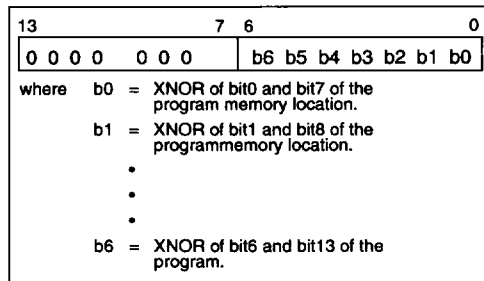 13 7 6 0
0 0 0 0 0 0 0 b6 b5 b4 b3 b2 b1 b0
where b0 = XNOR of bit0 and bit7 of the
program memory location.
b1 = XNOR of bit1 and bit8 of the
programmemory location.
•
•
•
b6 = XNOR of bit6 and bit13 of the
program.